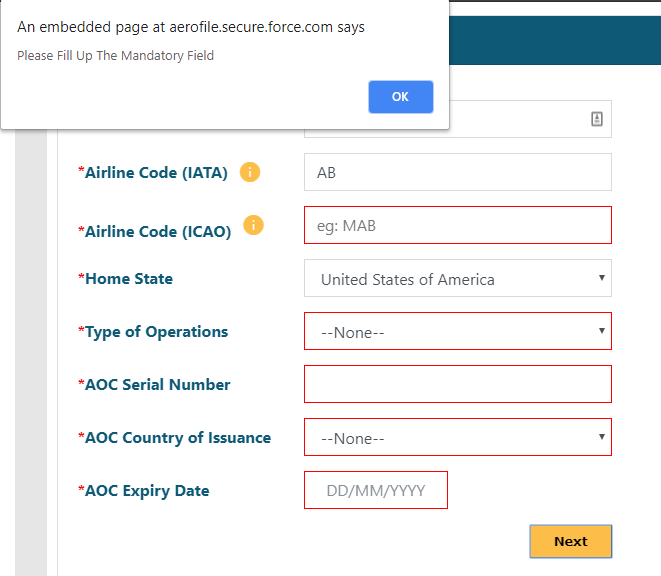 An embedded page at aerofile.secure.force.com says
Please Fill Up The Mandatory Field
OK
*Airline Code (IATA) i AB
*Airline Code (ICAO) i eg: MAB
*Home State United States of America
*Type of Operations --None--
*AOC Serial Number
*AOC Country of Issuance --None--
*AOC Expiry Date DD/MM/YYYY
Next